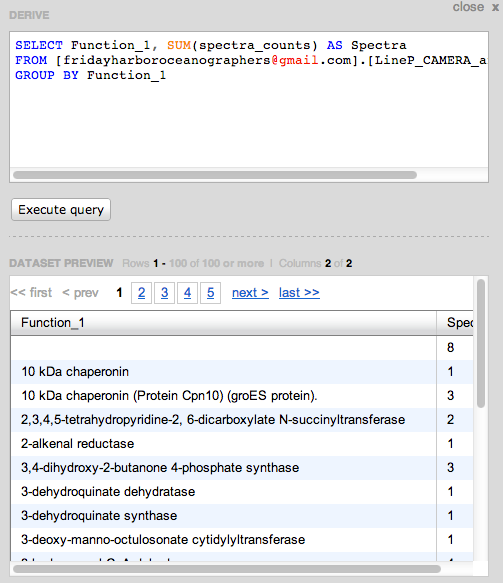 close x
DERIVE
SELECT Function_1, SUM(spectra_counts) AS Spectra
FROM [fridayharboroceanographers@gmail.com].[LineP_CAMERA_a
GROUP BY Function_1
Execute query
DATASET PREVIEW Rows 1 - 100 of 100 or more | Columns 2 of 2
<< first < prev 1 2 3 4 5 next > last >>
Function_1 Spec
8
10 kDa chaperonin 1
10 kDa chaperonin (Protein Cpn10) (groES protein). 3
2,3,4,5-tetrahydropyridine-2, 6-dicarboxylate N-succinyltransferase 2
2-alkenal reductase 1
3,4-dihydroxy-2-butanone 4-phosphate synthase 3
3-dehydroquinate dehydratase 1
3-dehydroquinate synthase 1
3-deoxy-manno-octulosonate cytidylyltransferase 1